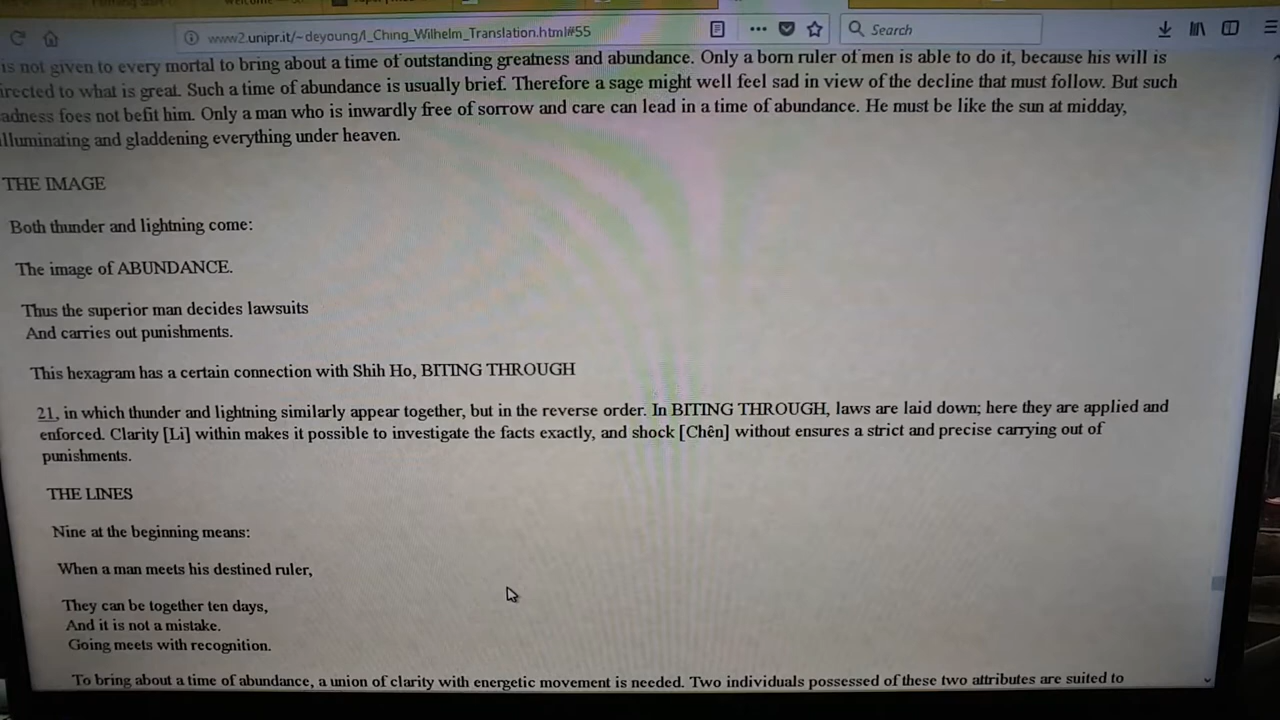 www2.unipr.it/~deyoung/I_Ching_Wilhelm_Translation.html#55
Search
is not given to every mortal to bring about a time of outstanding greatness and abundance. Only a born ruler of men is able to do it, because his will is
irected to what is great. Such a time of abundance is usually brief. Therefore a sage might well feel sad in view of the decline that must follow. But such
adness foes not befit him. Only a man who is inwardly free of sorrow and care can lead in a time of abundance. He must be like the sun at midday,
illuminating and gladdening everything under heaven.
THE IMAGE
Both thunder and lightning come:
The image of ABUNDANCE.
Thus the superior man decides lawsuits
And carries out punishments.
This hexagram has a certain connection with Shih Ho, BITING THROUGH
21, in which thunder and lightning similarly appear together, but in the reverse order. In BITING THROUGH, laws are laid down; here they are applied and
enforced. Clarity [Li] within makes it possible to investigate the facts exactly, and shock [Chên] without ensures a strict and precise carrying out of
punishments.
THE LINES
Nine at the beginning means:
When a man meets his destined ruler,
They can be together ten days,
And it is not a mistake.
Going meets with recognition.
To bring about a time of abundance, a union of clarity with energetic movement is needed. Two individuals possessed of these two attributes are suited to